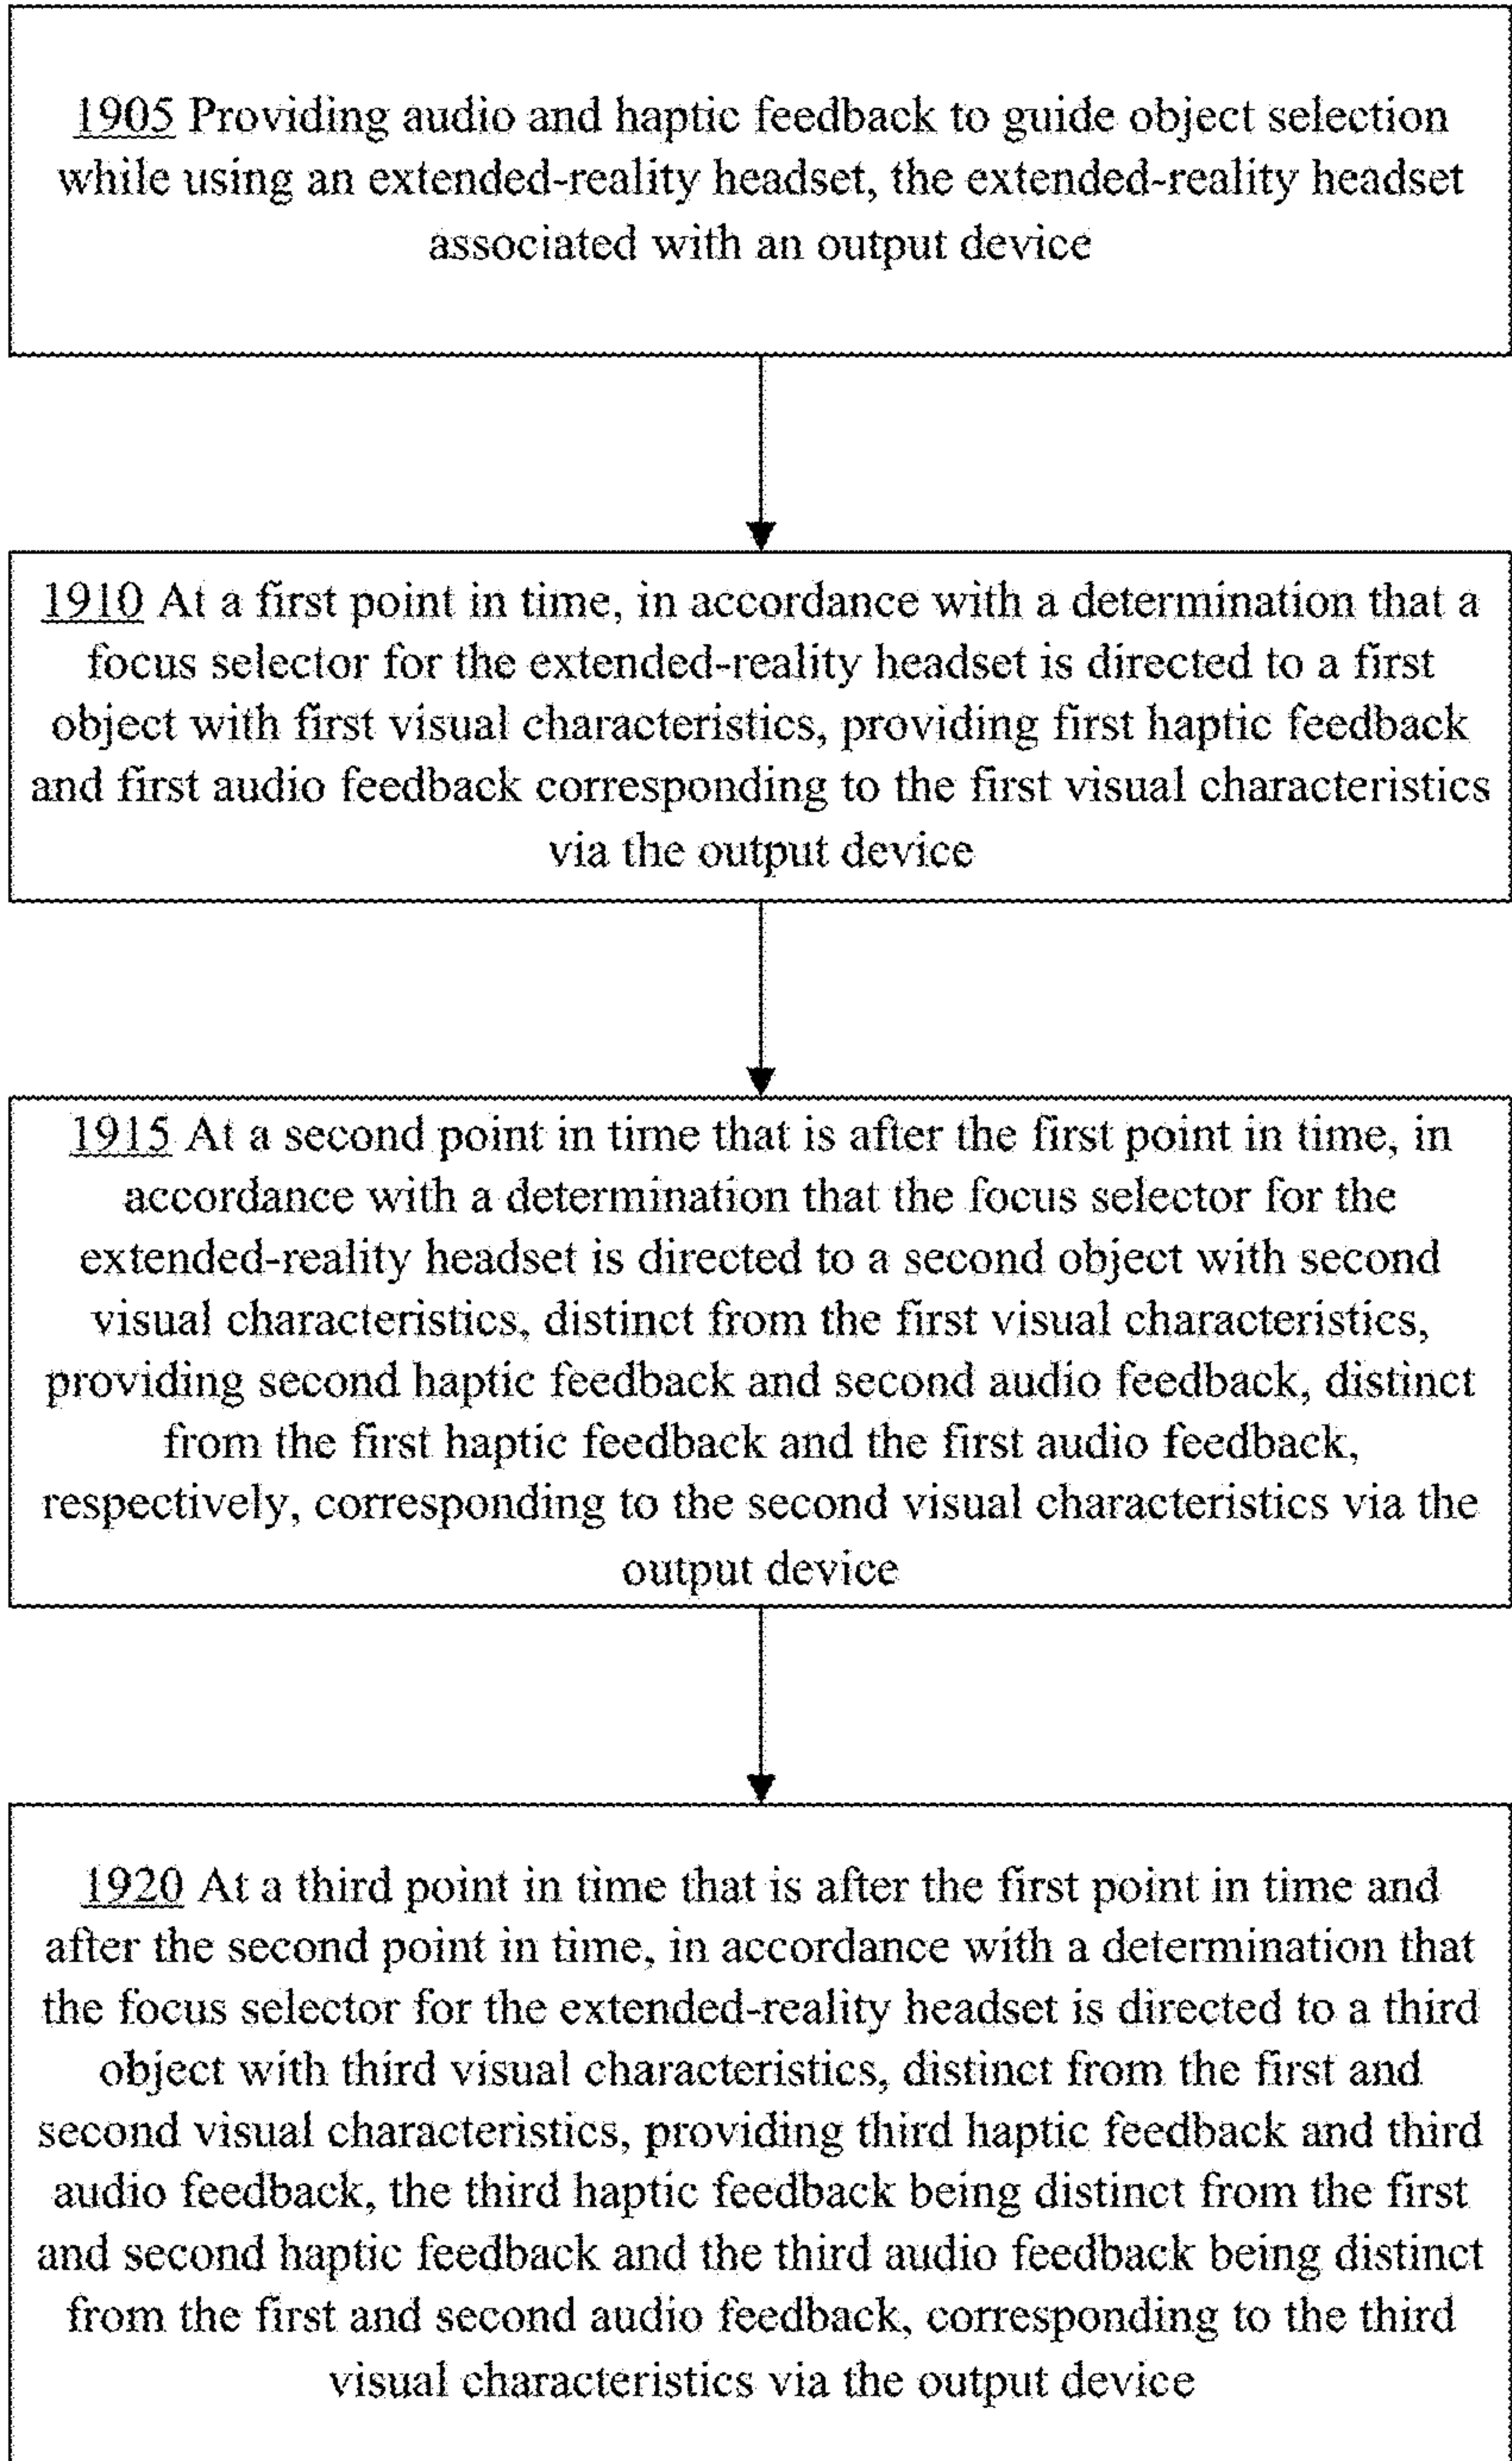 1905 Providing audio and haptic feedback to guide object selection
while using an extended-reality headset, the extended-reality headset
associated with an output device
1910 At a first point in time, in accordance with a determination that a
focus selector for the extended-reality headset is directed to a first
object with first visual characteristics, providing first haptic feedback
and first audio feedback corresponding to the first visual characteristics
via the output device
1915 At a second point in time that is after the first point in time, in
accordance with a determination that the focus selector for the
extended-reality headset is directed to a second object with second
visual characteristics, distinct from the first visual characteristics,
providing second haptic feedback and second audio feedback, distinct
from the first haptic feedback and the first audio feedback,
respectively, corresponding to the second visual characteristics via the
output device
1920 At a third point in time that is after the first point in time and
after the second point in time, in accordance with a determination that
the focus selector for the extended-reality headset is directed to a third
object with third visual characteristics, distinct from the first and
second visual characteristics, providing third haptic feedback and third
audio feedback, the third haptic feedback being distinct from the first
and second haptic feedback and the third audio feedback being distinct
from the first and second audio feedback, corresponding to the third
visual characteristics via the output device